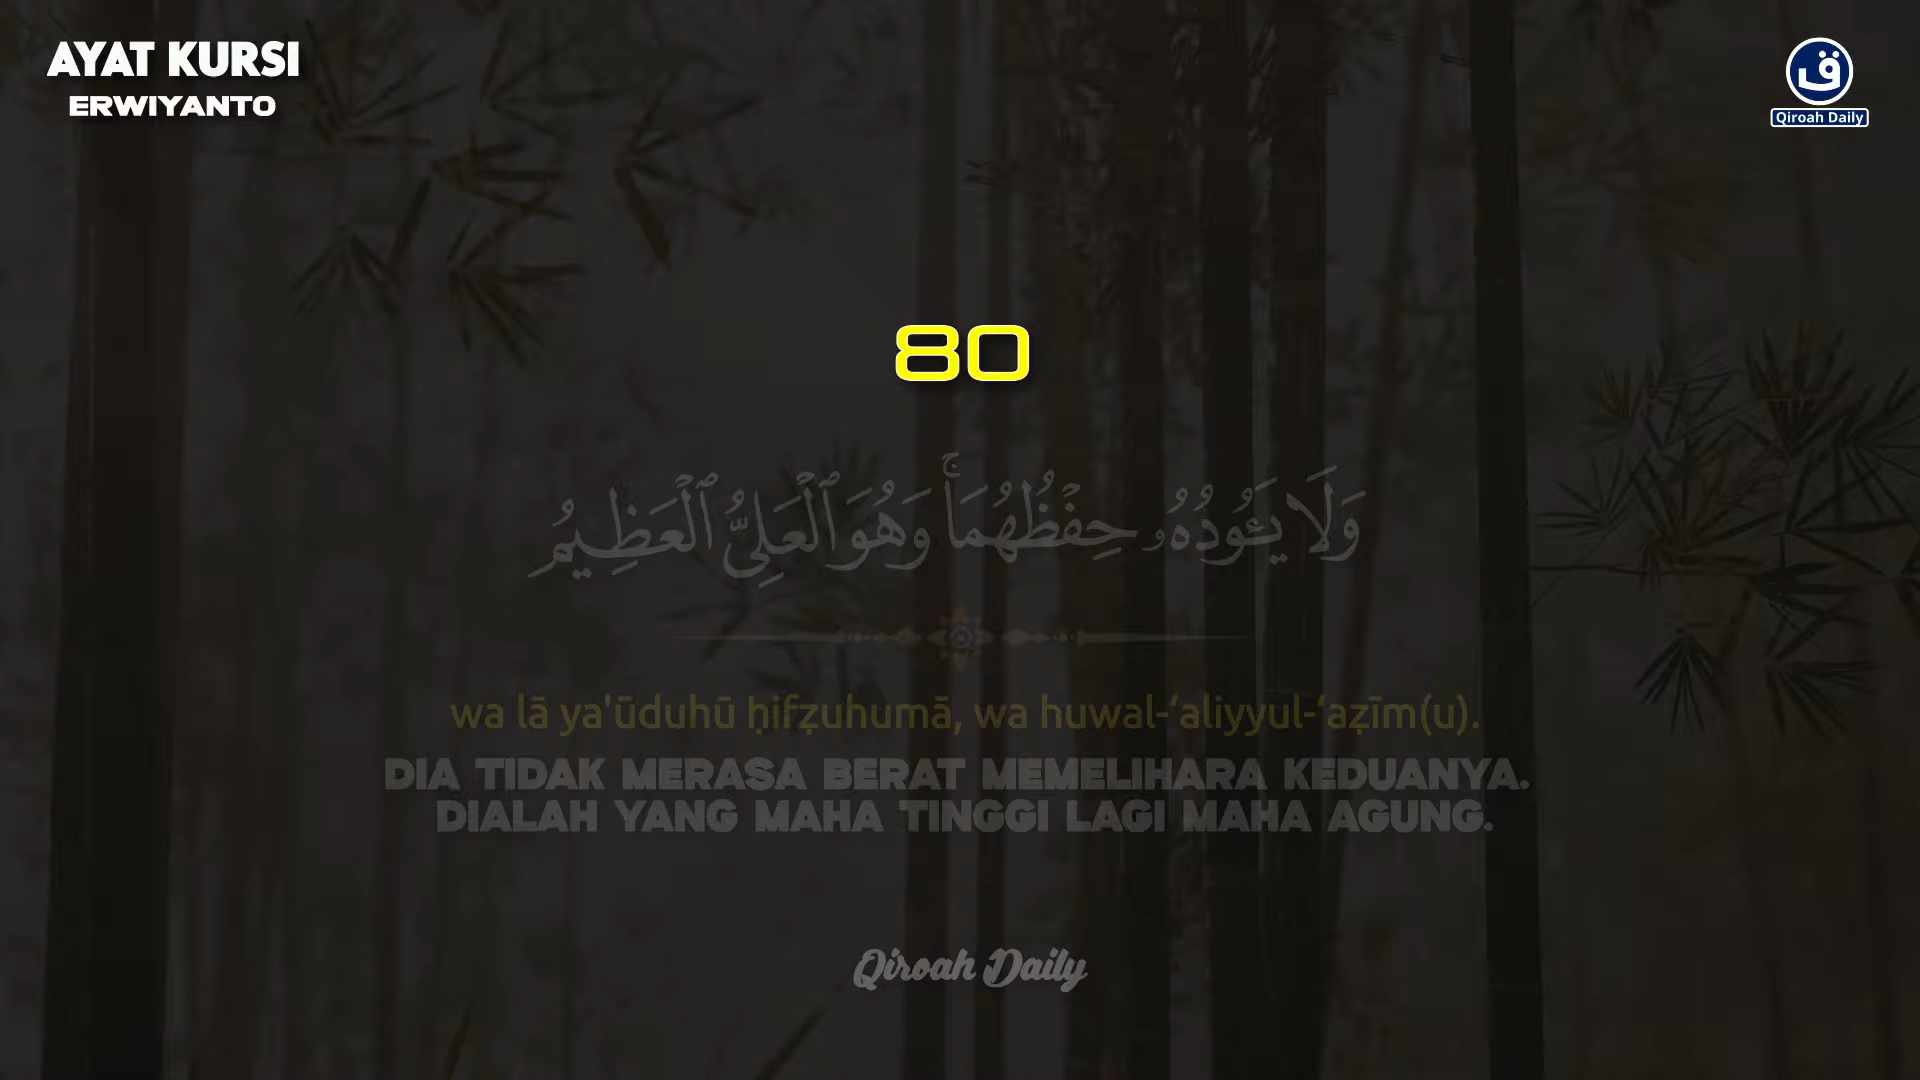 AYAT KURSI
ERWIYANTO
ق
Qiroah Daily
80
وَلَا يَـُٔودُهُۥ حِفْظُهُمَاۚ وَهُوَ ٱلْعَلِىُّ ٱلْعَظِيمُ
wa lā ya'ūduhū ḥifẓuhumā, wa huwal-‘aliyyul-‘aẓīm(u).
DIA TIDAK MERASA BERAT MEMELIHARA KEDUANYA.
DIALAH YANG MAHA TINGGI LAGI MAHA AGUNG.
Qiroah Daily